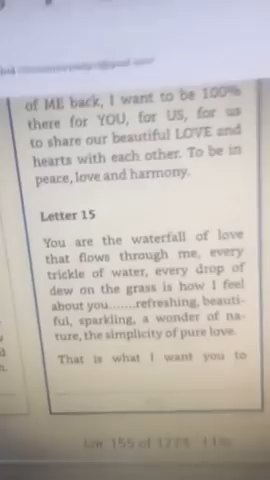 of ME back, I want to be 100%
there for YOU, for US, for us
to share our beautiful LOVE and
hearts with each other. To be in
peace, love and harmony.
Letter 15
You are the waterfall of love
that flows through me, every
trickle of water, every drop of
dew on the grass is how I feel
about you.......refreshing, beauti-
ful, sparkling, a wonder of na-
ture, the simplicity of pure love.
That is what I want you to
155 of